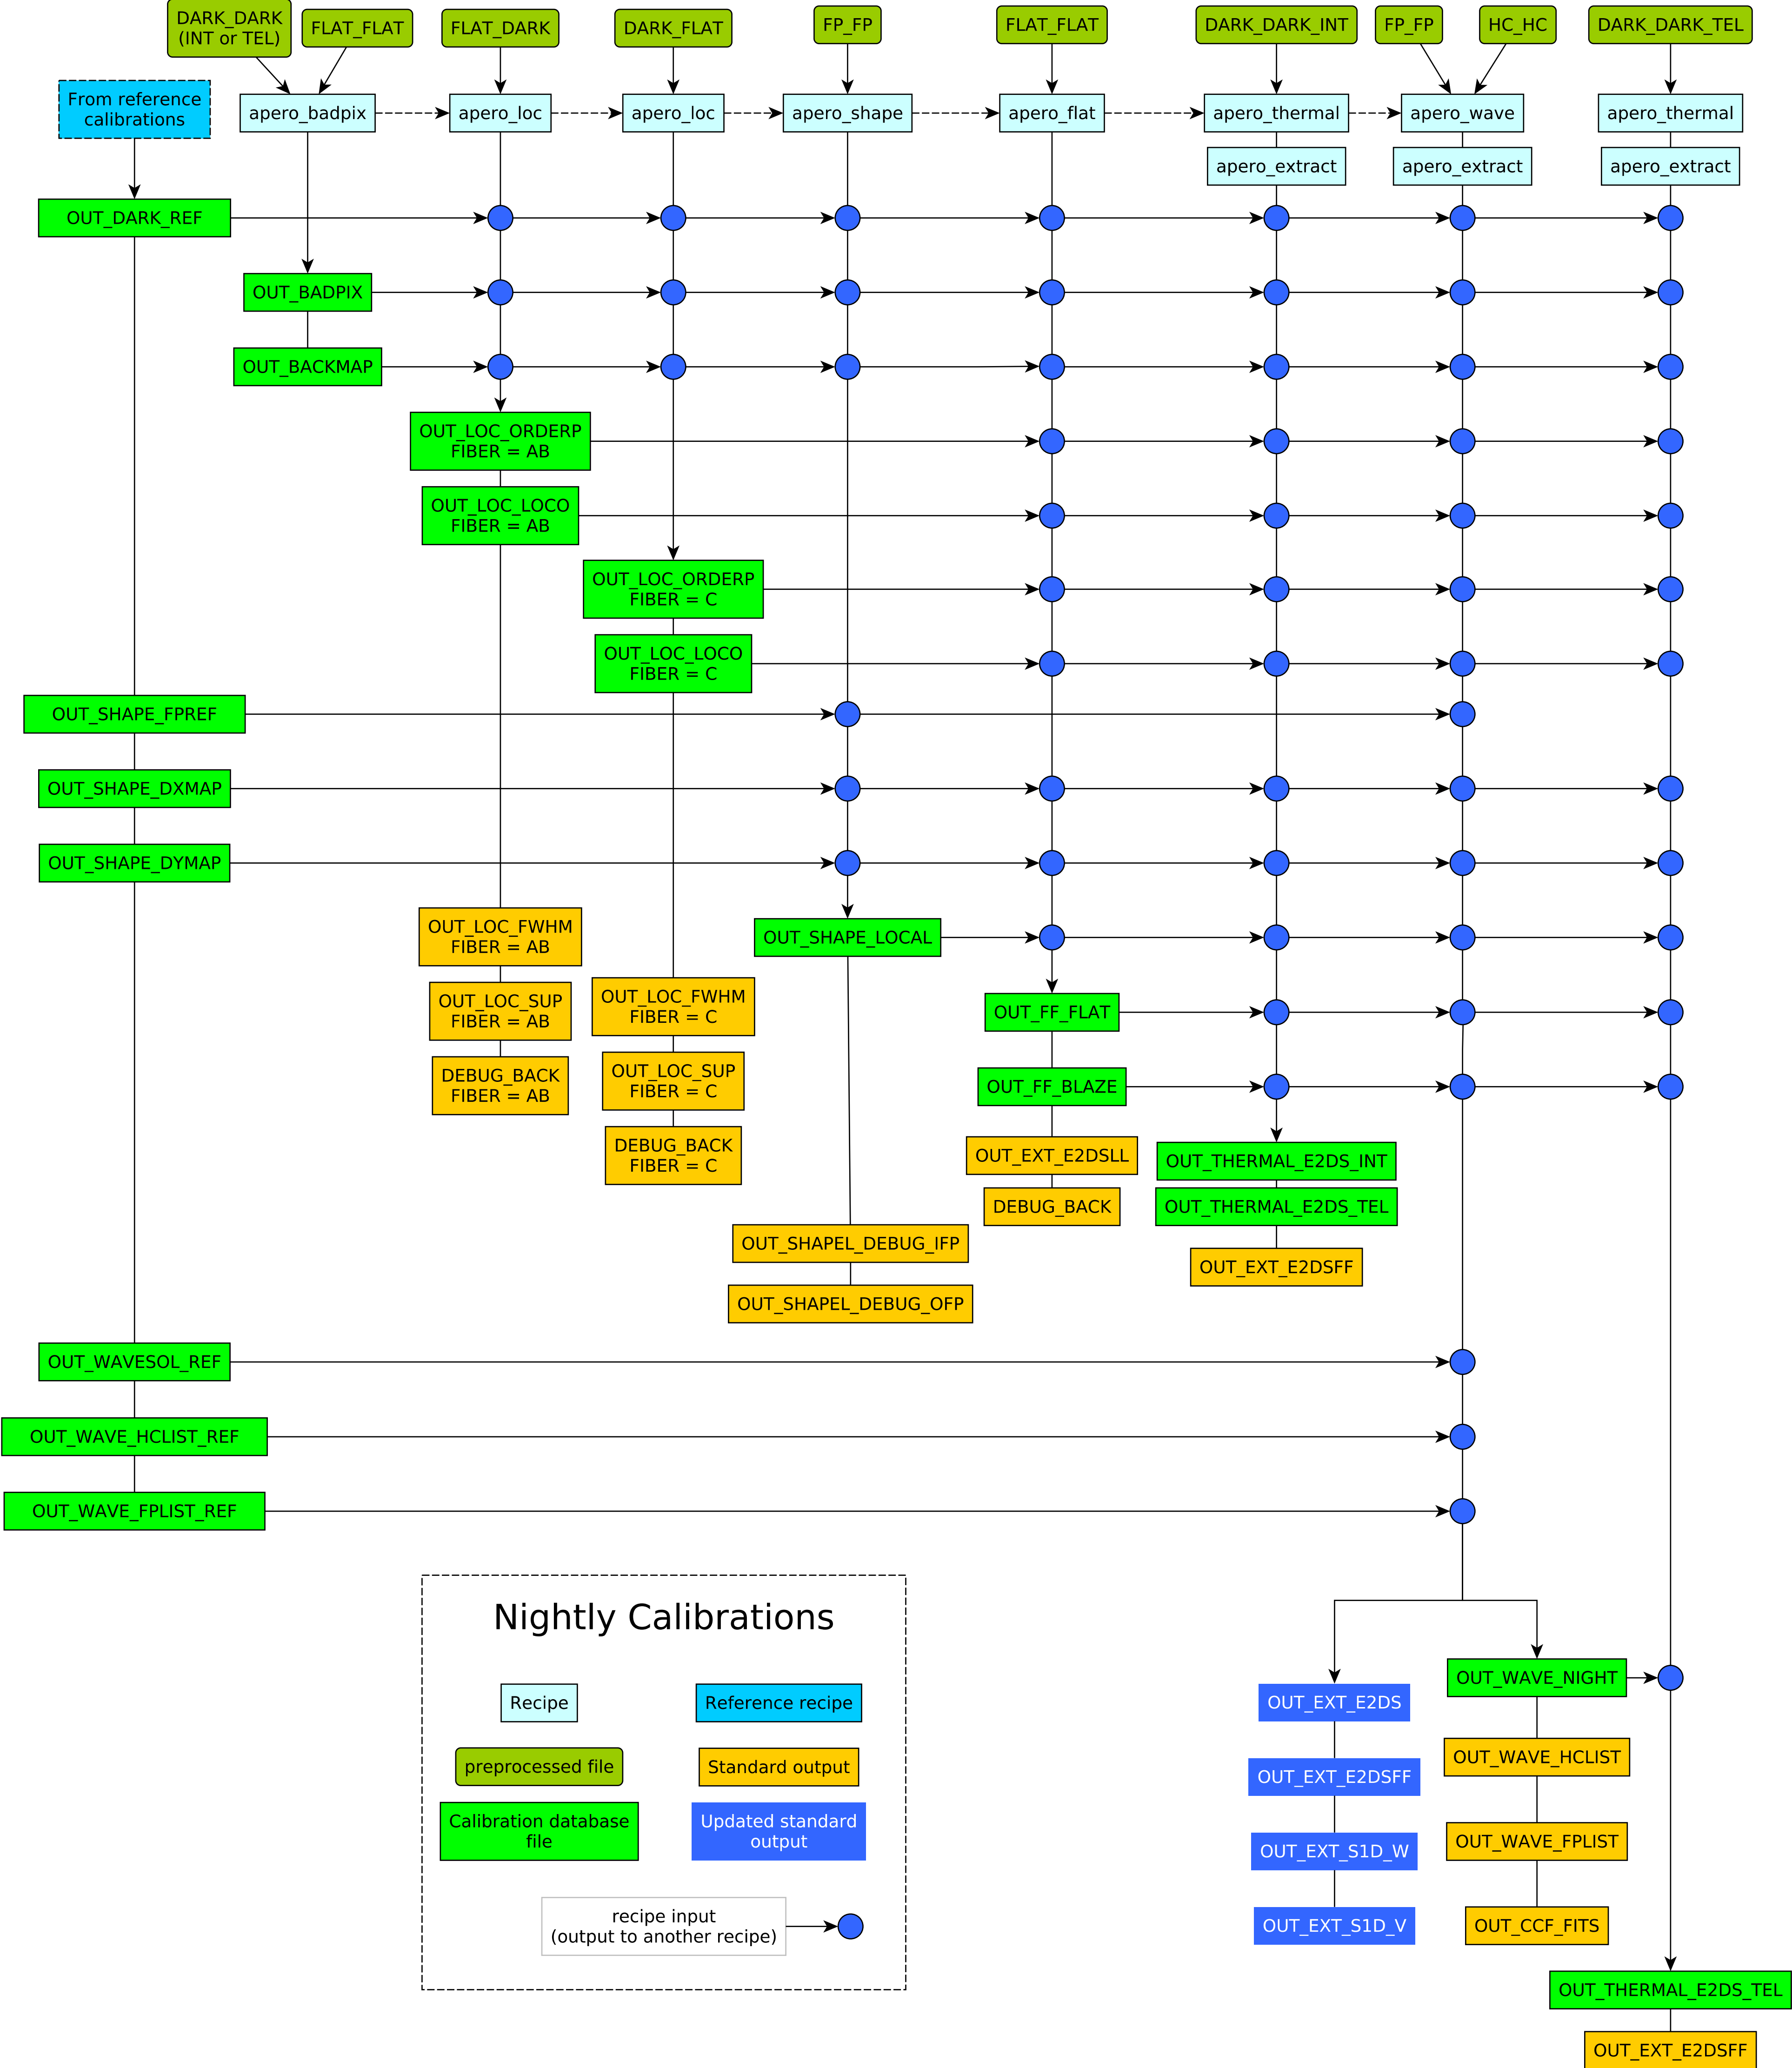 DARK_DARK
(INT or TEL)
FLAT_FLAT
FLAT_DARK
DARK_FLAT
FP_FP
FLAT_FLAT
DARK_DARK_INT
FP_FP
HC_HC
DARK_DARK_TEL
From reference
calibrations
apero_badpix
apero_loc
apero_loc
apero_shape
apero_flat
apero_thermal
apero_wave
apero_thermal
apero_extract
apero_extract
apero_extract
OUT_DARK_REF
OUT_BADPIX
OUT_BACKMAP
OUT_LOC_ORDERP
FIBER = AB
OUT_LOC_LOCO
FIBER = AB
OUT_LOC_ORDERP
FIBER = C
OUT_LOC_LOCO
FIBER = C
OUT_SHAPE_FPREF
OUT_SHAPE_DXMAP
OUT_SHAPE_DYMAP
OUT_LOC_FWHM
FIBER = AB
OUT_SHAPE_LOCAL
OUT_LOC_SUP
FIBER = AB
OUT_LOC_FWHM
FIBER = C
OUT_FF_FLAT
DEBUG_BACK
FIBER = AB
OUT_LOC_SUP
FIBER = C
OUT_FF_BLAZE
DEBUG_BACK
FIBER = C
OUT_EXT_E2DSLL
OUT_THERMAL_E2DS_INT
DEBUG_BACK
OUT_THERMAL_E2DS_TEL
OUT_SHAPEL_DEBUG_IFP
OUT_EXT_E2DSFF
OUT_SHAPEL_DEBUG_OFP
OUT_WAVESOL_REF
OUT_WAVE_HCLIST_REF
OUT_WAVE_FPLIST_REF
Nightly Calibrations
Recipe
Reference recipe
preprocessed file
Standard output
Calibration database
file
Updated standard
output
recipe input
(output to another recipe)
OUT_EXT_E2DS
OUT_EXT_E2DSFF
OUT_EXT_S1D_W
OUT_EXT_S1D_V
OUT_WAVE_NIGHT
OUT_WAVE_HCLIST
OUT_WAVE_FPLIST
OUT_CCF_FITS
OUT_THERMAL_E2DS_TEL
OUT_EXT_E2DSFF